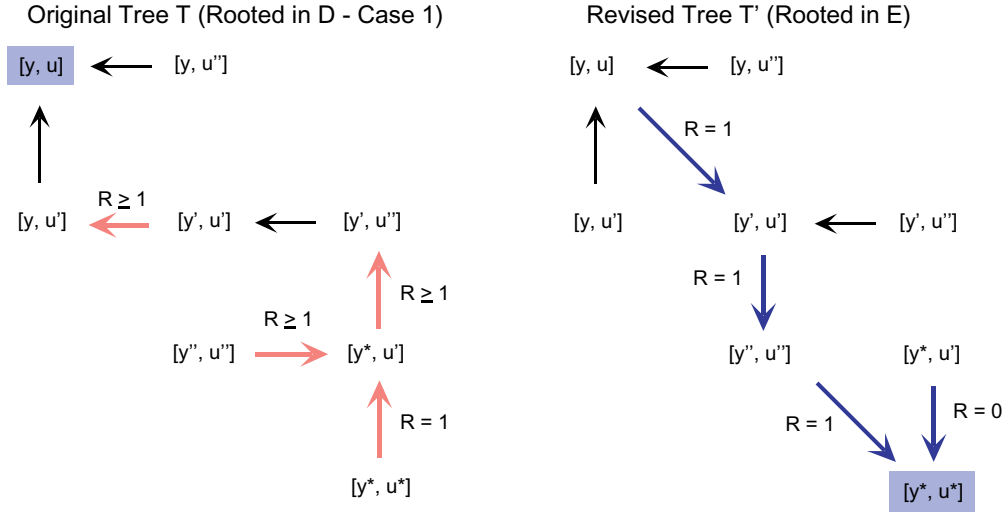 Original Tree T (Rooted in D - Case 1)
[y, u]
[y, u’’]
R ≥ 1
[y, u’]
[y’, u’]
[y’, u’’]
R ≥ 1
R ≥ 1
[y’’, u’’]
[y*, u’]
R = 1
[y*, u*]
Revised Tree T’ (Rooted in E)
[y, u]
[y, u’’]
R = 1
[y, u’]
[y’, u’]
[y’, u’’]
R = 1
[y’’, u’’]
[y*, u’]
R = 1
R = 0
[y*, u*]